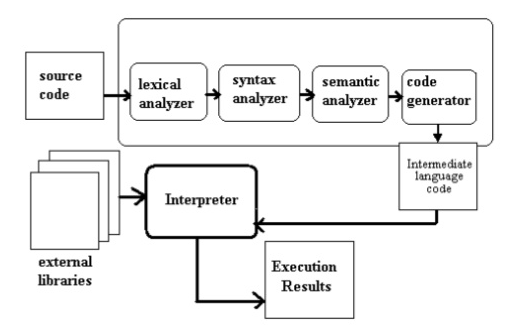 source
code
lexical
analyzer
syntax
analyzer
semantic
analyzer
code
generator
Intermediate
language
code
Interpreter
external
libraries
Execution
Results